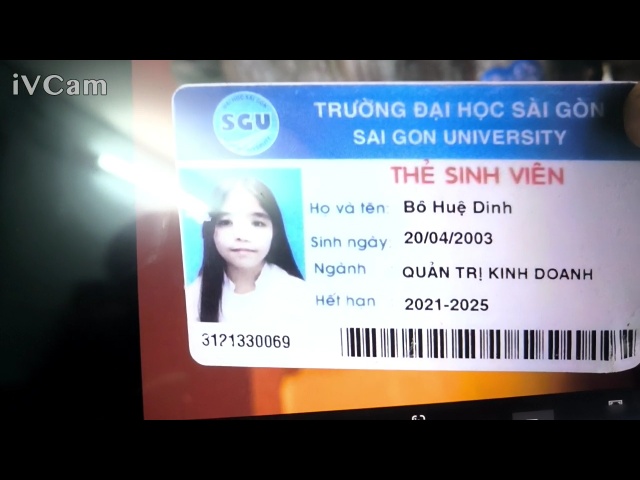 iVCam
SGU
TRƯỜNG ĐẠI HỌC SÀI GÒN
SAI GON UNIVERSITY
THẺ SINH VIÊN
Họ và tên: Bô Huệ Dinh
Sinh ngày 20/04/2003
Ngành QUẢN TRỊ KINH DOANH
Hết hạn 2021-2025
3121330069